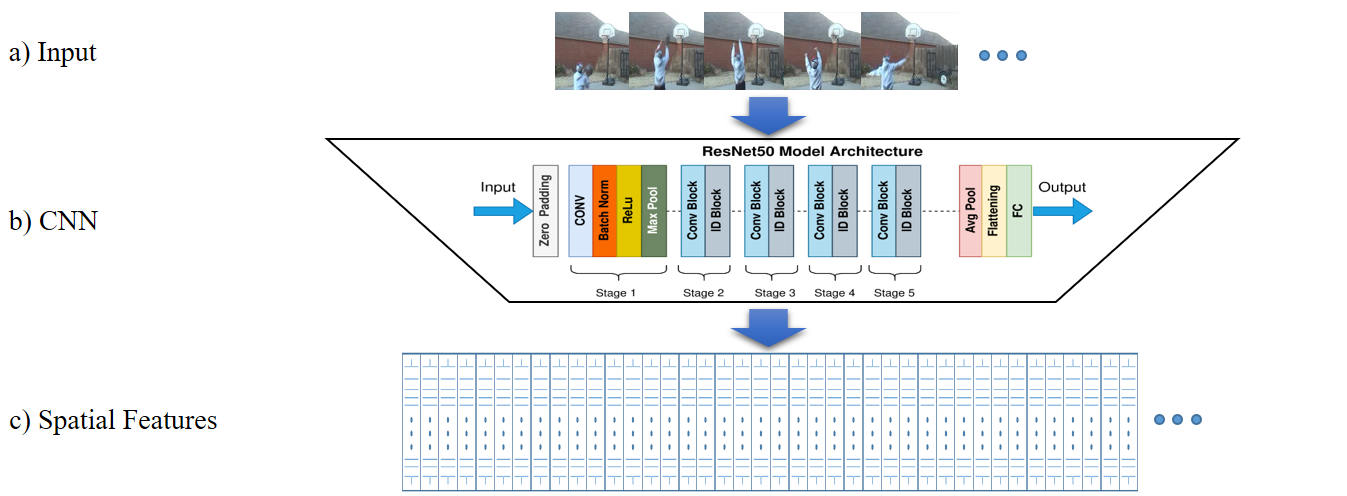 a) Input
b) CNN
ResNet50 Model Architecture
Input
Zero Padding
CONV
Batch Norm
ReLu
Max Pool
Conv Block
ID Block
Conv Block
ID Block
Conv Block
ID Block
Conv Block
ID Block
Avg Pool
Flattening
FC
Output
Stage 1
Stage 2
Stage 3
Stage 4
Stage 5
c) Spatial Features